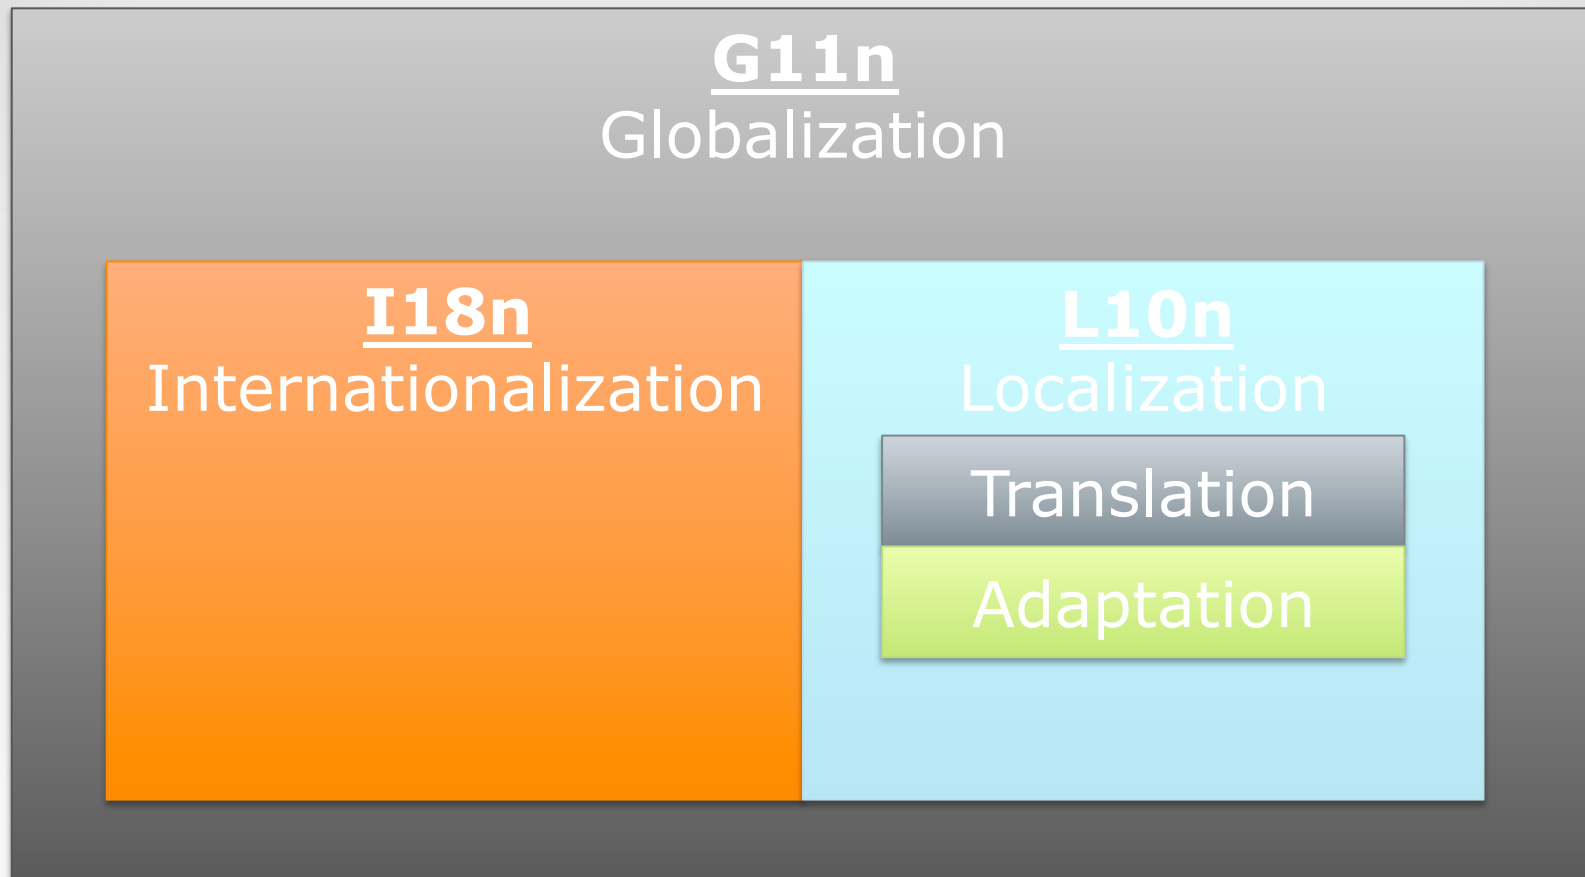 G11n
Globalization
I18n
Internationalization
L10n
Localization
Translation
Adaptation